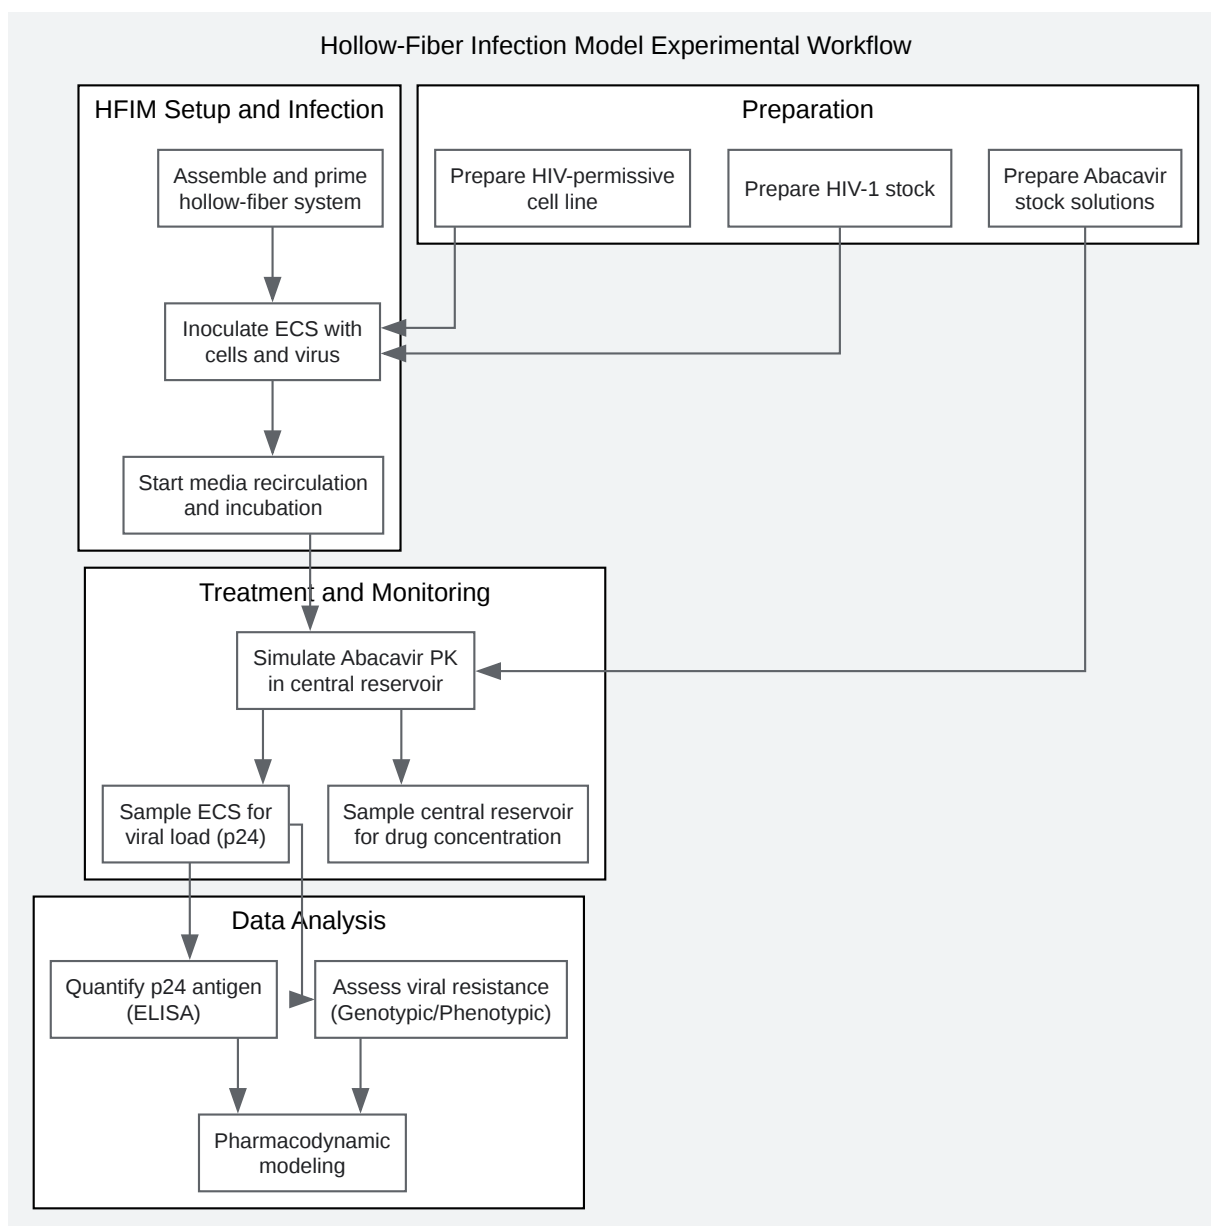 Hollow-Fiber Infection Model Experimental Workflow
HFIM Setup and Infection
Assemble and prime
hollow-fiber system
Inoculate ECS with
cells and virus
Start media recirculation
and incubation
Preparation
Prepare HIV-permissive
cell line
Prepare HIV-1 stock
Prepare Abacavir
stock solutions
Treatment and Monitoring
Simulate Abacavir PK
in central reservoir
Sample ECS for
viral load (p24)
Sample central reservoir
for drug concentration
Data Analysis
Quantify p24 antigen
(ELISA)
Assess viral resistance
(Genotypic/Phenotypic)
Pharmacodynamic
modeling